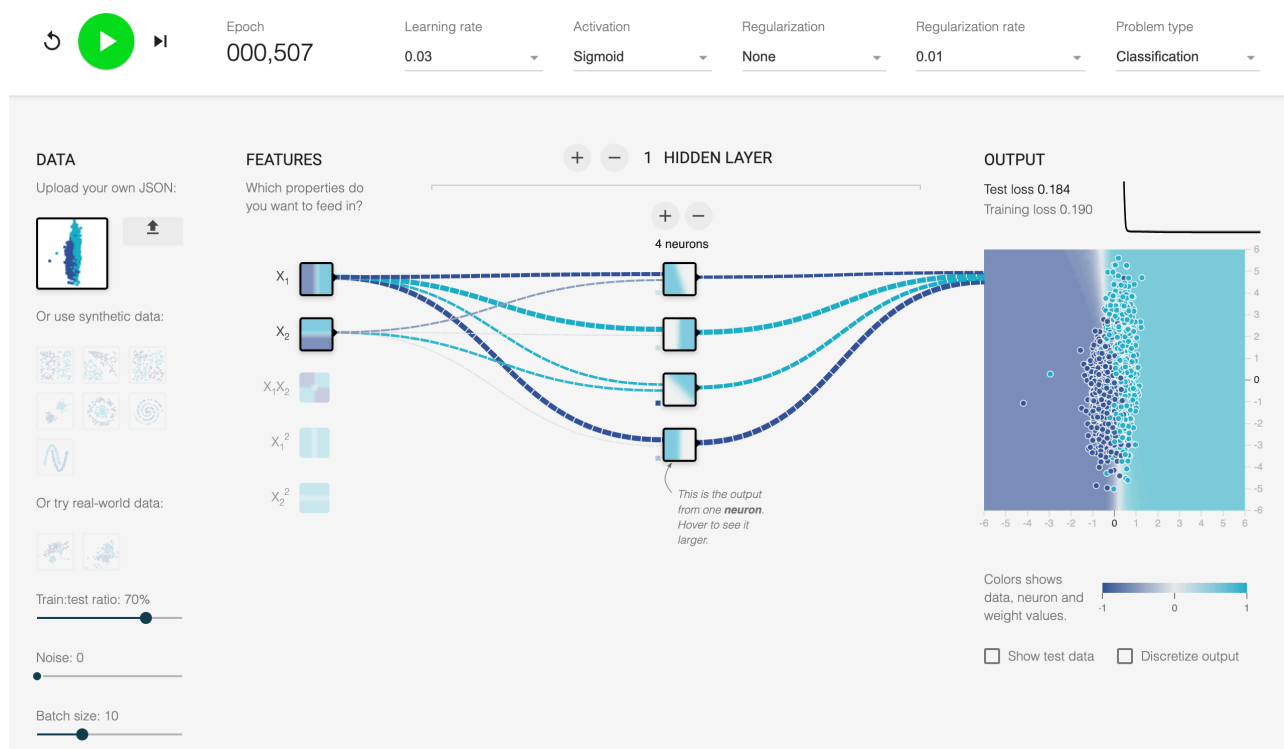 Epoch
000,507
Learning rate
0.03
Activation
Sigmoid
Regularization
None
Regularization rate
0.01
Problem type
Classification
DATA
Upload your own JSON:
Or use synthetic data:
Or try real-world data:
Train:test ratio: 70%
Noise: 0
Batch size: 10
FEATURES
Which properties do
you want to feed in?
X₁
X₂
X₁X₂
X₁²
X₂²
+ − 1 HIDDEN LAYER
+ −
4 neurons
This is the output
from one neuron.
Hover to see it
larger.
OUTPUT
Test loss 0.184
Training loss 0.190
6
5
4
3
2
1
0
-1
-2
-3
-4
-5
-6
-6 -5 -4 -3 -2 -1 0 1 2 3 4 5 6
Colors shows
data, neuron and
weight values.
-1 0 1
Show test data
Discretize output